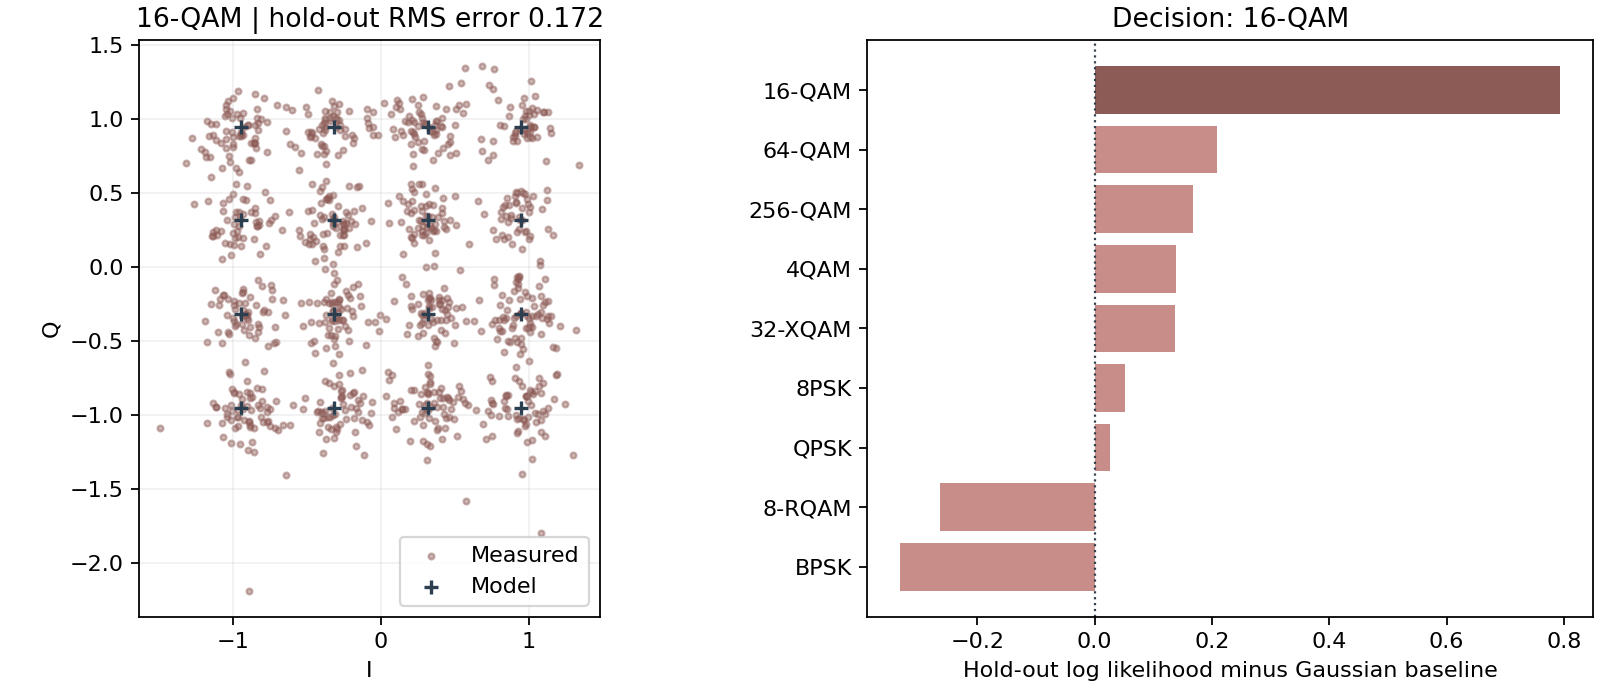 16-QAM | hold-out RMS error 0.172
1.5
1.0
0.5
0.0
−0.5
−1.0
−1.5
−2.0
Q
−1
0
1
I
Measured
Model
Decision: 16-QAM
16-QAM
64-QAM
256-QAM
4QAM
32-XQAM
8PSK
QPSK
8-RQAM
BPSK
−0.2
0.0
0.2
0.4
0.6
0.8
Hold-out log likelihood minus Gaussian baseline